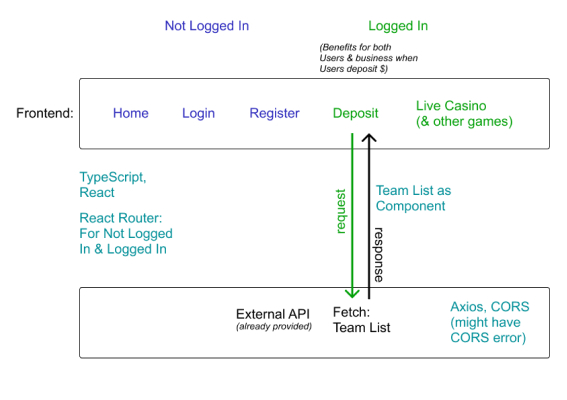 Not Logged In
Logged In
(Benefits for both
Users & business when
Users deposit $)
Frontend:
Home
Login
Register
Deposit
Live Casino
(& other games)
TypeScript,
React
React Router:
For Not Logged
In & Logged In
request
Team List as
Component
response
External API
(already provided)
Fetch:
Team List
Axios, CORS
(might have
CORS error)